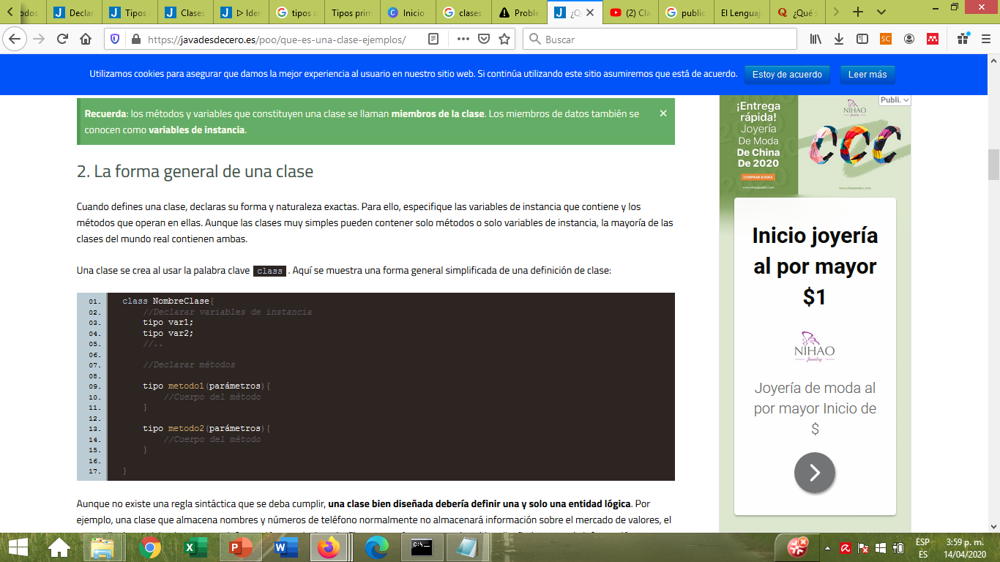 odos
Declar
Tipos
Clases
▷ Ider
tipos c
Tipos prim
Inicio
clases
Proble
¿Q
(2) Cla
public
El Lenguaj
¿Qué s
https://javadesdecero.es/poo/que-es-una-clase-ejemplos/
Buscar
SC
Utilizamos cookies para asegurar que damos la mejor experiencia al usuario en nuestro sitio web. Si continúa utilizando este sitio asumiremos que está de acuerdo.
Estoy de acuerdo
Leer más
Recuerda: los métodos y variables que constituyen una clase se llaman miembros de la clase. Los miembros de datos también se
conocen como variables de instancia.
2. La forma general de una clase
Cuando defines una clase, declaras su forma y naturaleza exactas. Para ello, especifique las variables de instancia que contiene y los
métodos que operan en ellas. Aunque las clases muy simples pueden contener solo métodos o solo variables de instancia, la mayoría de las
clases del mundo real contienen ambas.
Una clase se crea al usar la palabra clave class. Aquí se muestra una forma general simplificada de una definición de clase:
01. class NombreClase{
02. //Declarar variables de instancia
03. tipo var1;
04. tipo var2;
05. //..
06.
07. //Declarar métodos
08.
09. tipo metodo1(parámetros){
10. //Cuerpo del método
11. }
12.
13. tipo metodo2(parámetros){
14. //Cuerpo del método
15. }
16.
17. }
Aunque no existe una regla sintáctica que se deba cumplir, una clase bien diseñada debería definir una y solo una entidad lógica. Por
ejemplo, una clase que almacena nombres y números de teléfono normalmente no almacenará información sobre el mercado de valores, el
Publi.
¡Entrega
rápida!
Joyería
De Moda
De China
De 2020
COMPRAR AHORA
www.nihaojewelry.com
NIHAO
Jewelry
www.nihaojewelry.com
Inicio joyería
al por mayor
$1
NIHAO
Jewelry
Joyería de moda al
por mayor Inicio de
$
ESP
ES
3:59 p. m.
14/04/2020